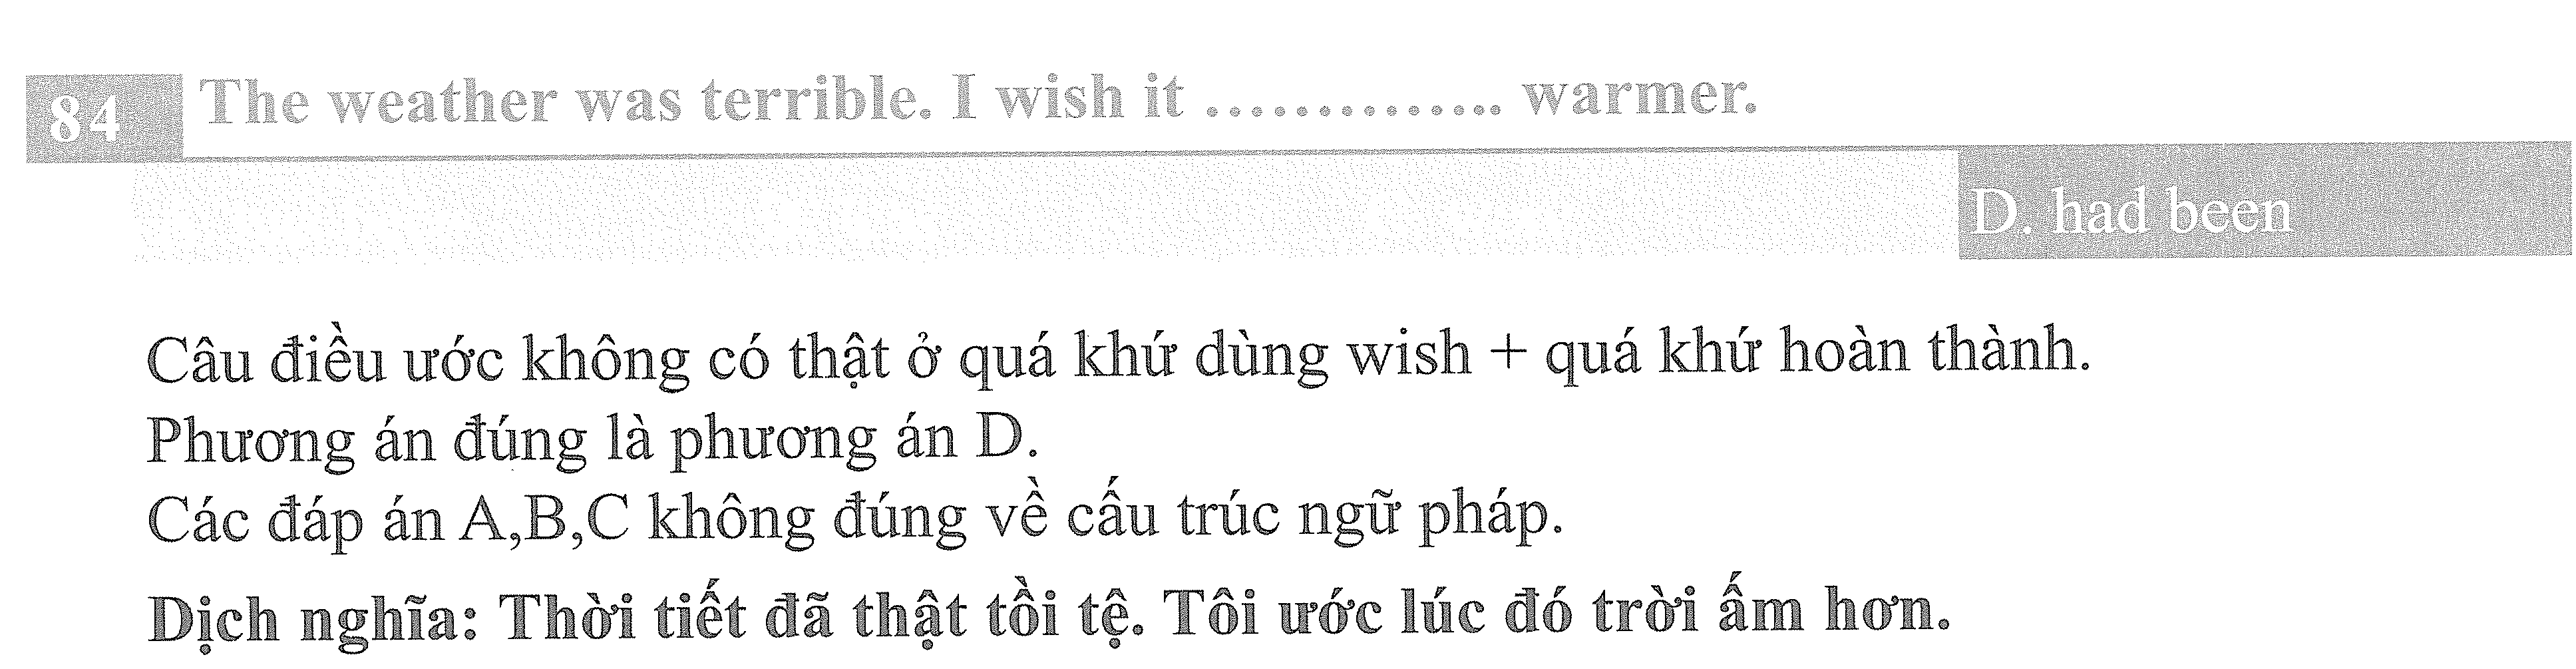 84 The weather was terrible. I wish it .............. warmer.
D. had been
Câu điều ước không có thật ở quá khứ dùng wish + quá khứ hoàn thành.
Phương án đúng là phương án D.
Các đáp án A,B,C không đúng về cấu trúc ngữ pháp.
Dịch nghĩa: Thời tiết đã thật tồi tệ. Tôi ước lúc đó trời ấm hơn.